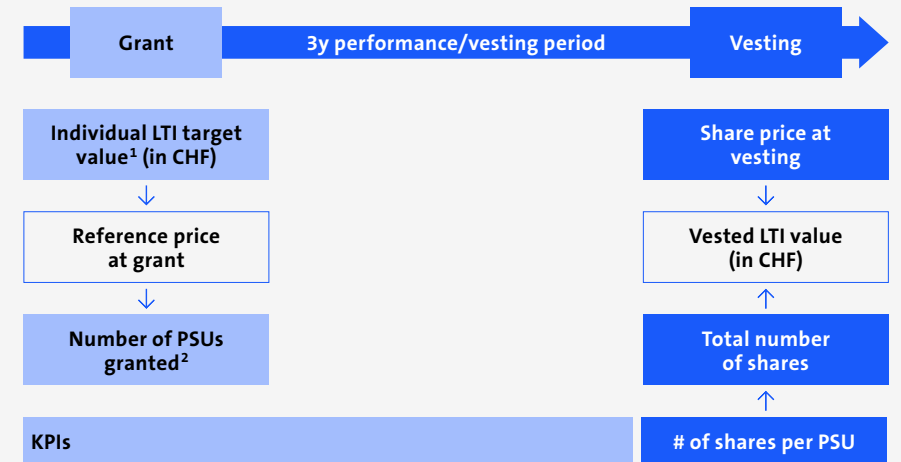 Grant
3y performance/vesting period
Vesting
Individual LTI target
value¹ (in CHF)
Reference price
at grant
Number of PSUs
granted²
Share price at
vesting
Vested LTI value
(in CHF)
Total number
of shares
KPIs
# of shares per PSU